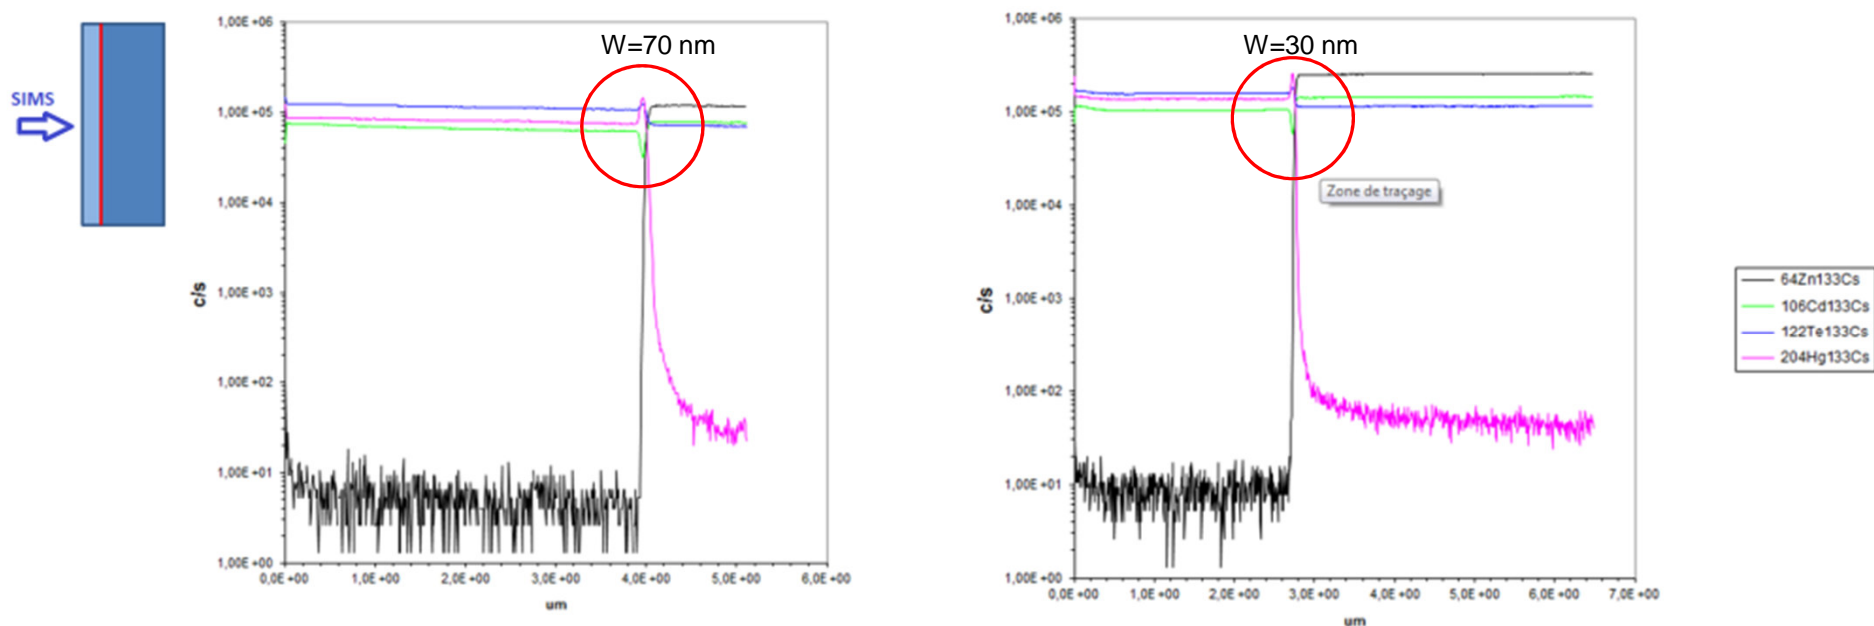 SIMS
W=70 nm
1,00E+06
1,00E+05
1,00E+04
1,00E+03
1,00E+02
1,00E+01
1,00E+00
c/s
0,0E+00 1,0E+00 2,0E+00 3,0E+00 4,0E+00 5,0E+00 6,0E+00
um
W=30 nm
1,00E+06
1,00E+05
1,00E+04
1,00E+03
1,00E+02
1,00E+01
1,00E+00
c/s
Zone de traçage
0,0E+00 1,0E+00 2,0E+00 3,0E+00 4,0E+00 5,0E+00 6,0E+00 7,0E+00
um
64Zn133Cs
106Cd133Cs
122Te133Cs
204Hg133Cs